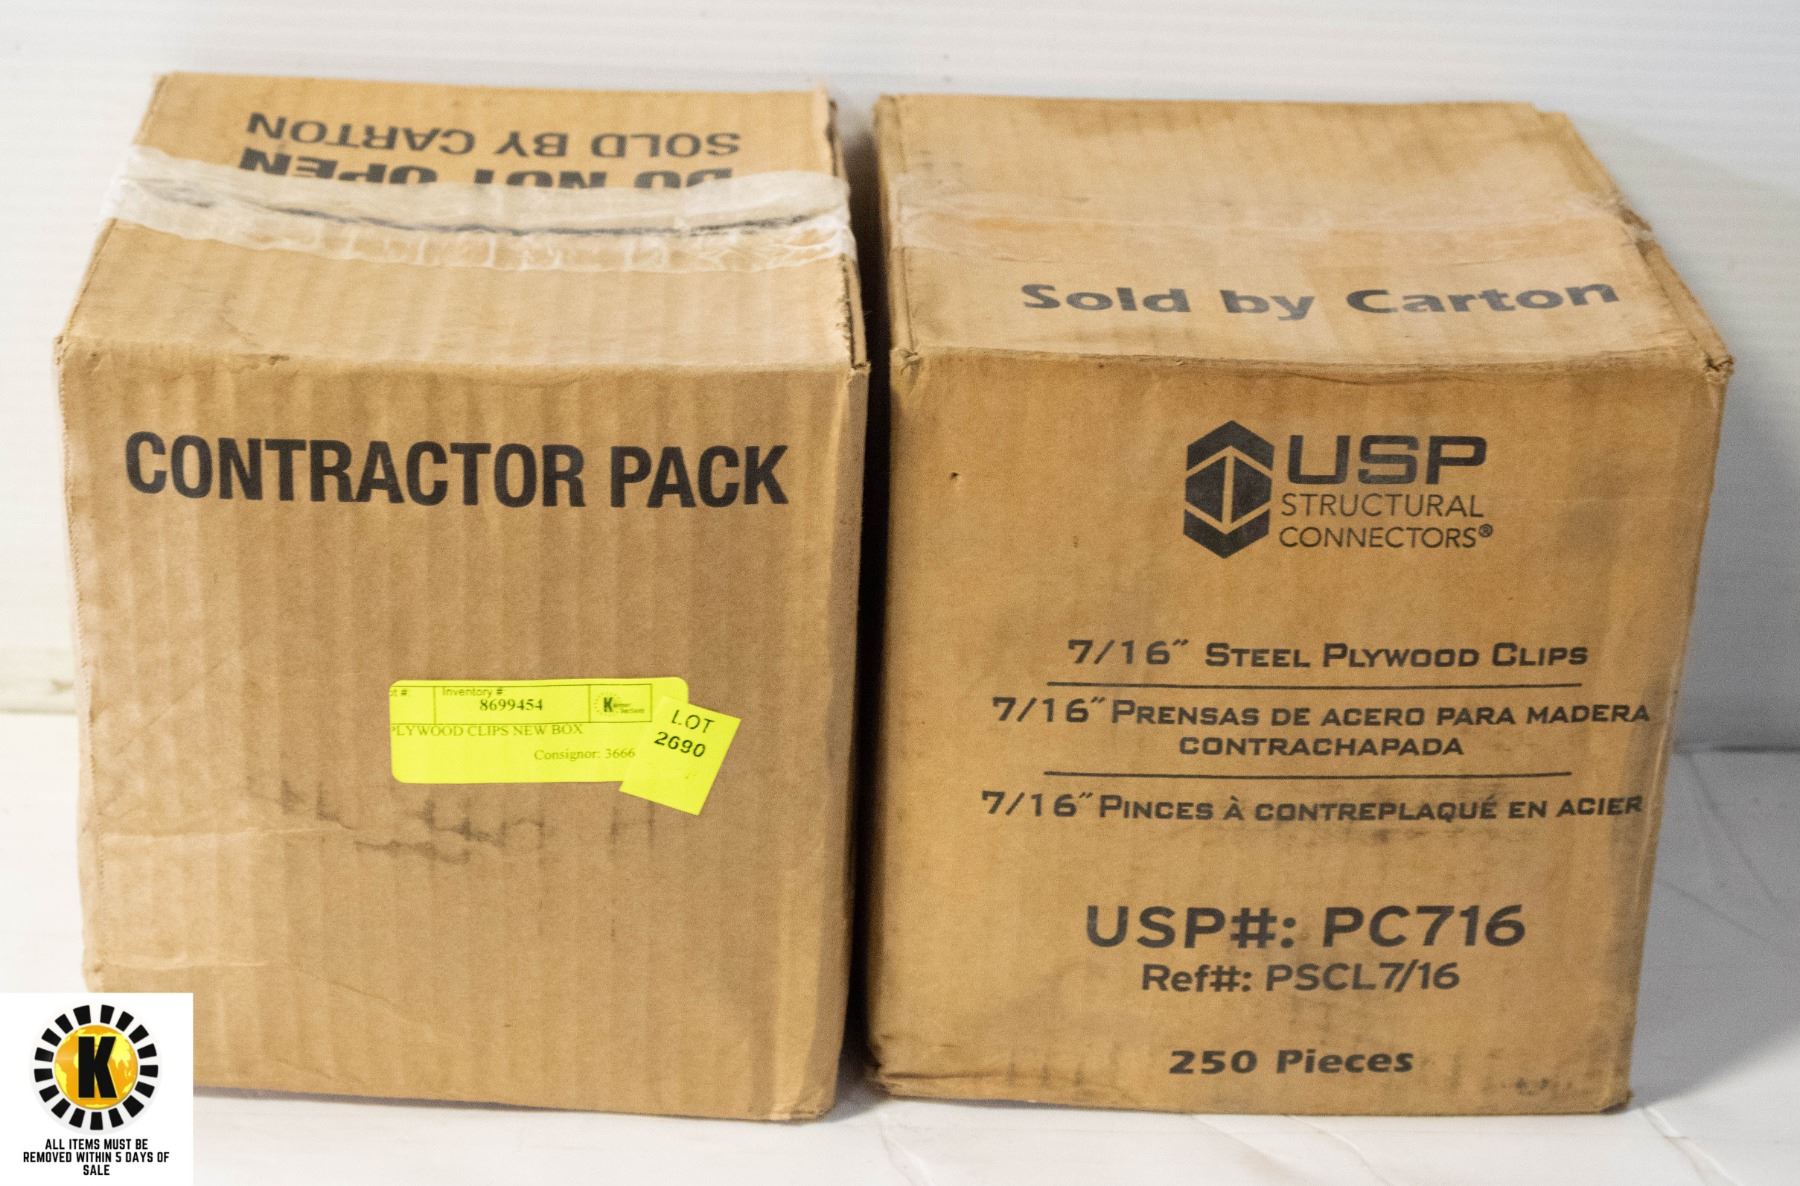 SOLD BY CARTON
DO NOT OPEN
CONTRACTOR PACK
t #:
Inventory #:
8699454
PLYWOOD CLIPS NEW BOX
Consignor: 3666
LOT
2690
Sold by Carton
USP
STRUCTURAL
CONNECTORS®
7/16" STEEL PLYWOOD CLIPS
7/16" PRENSAS DE ACERO PARA MADERA
CONTRACHAPADA
7/16" PINCES À CONTREPLAQUÉ EN ACIER
USP#: PC716
Ref#: PSCL7/16
250 Pieces
K
ALL ITEMS MUST BE
REMOVED WITHIN 5 DAYS OF
SALE